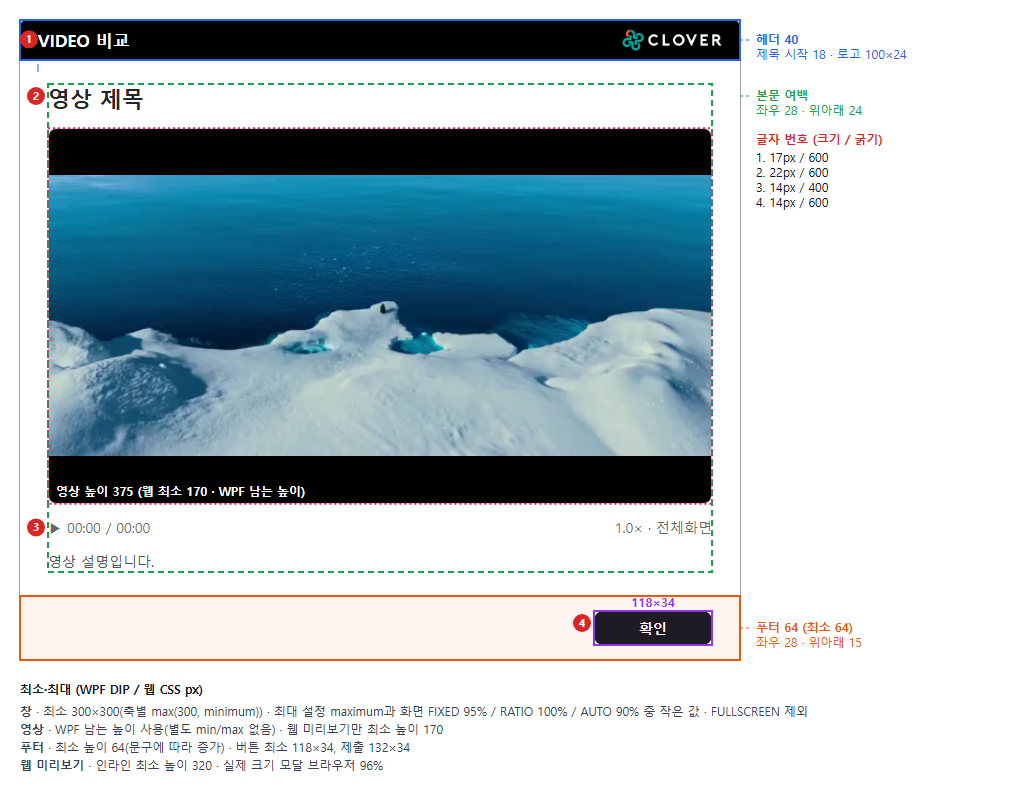 1 VIDEO 비교
CLOVER
헤더 40
제목 시작 18 · 로고 100×24
2 영상 제목
본문 여백
좌우 28 · 위아래 24
글자 번호 (크기 / 굵기)
1. 17px / 600
2. 22px / 600
3. 14px / 400
4. 14px / 600
영상 높이 375 (웹 최소 170 · WPF 남는 높이)
3 ▶ 00:00 / 00:00
1.0× · 전체화면
영상 설명입니다.
118×34
4 확인
푸터 64 (최소 64)
좌우 28 · 위아래 15
최소·최대 (WPF DIP / 웹 CSS px)
창 · 최소 300×300(축별 max(300, minimum)) · 최대 설정 maximum과 화면 FIXED 95% / RATIO 100% / AUTO 90% 중 작은 값 · FULLSCREEN 제외
영상 · WPF 남는 높이 사용(별도 min/max 없음) · 웹 미리보기만 최소 높이 170
푸터 · 최소 높이 64(문구에 따라 증가) · 버튼 최소 118×34, 제출 132×34
웹 미리보기 · 인라인 최소 높이 320 · 실제 크기 모달 브라우저 96%